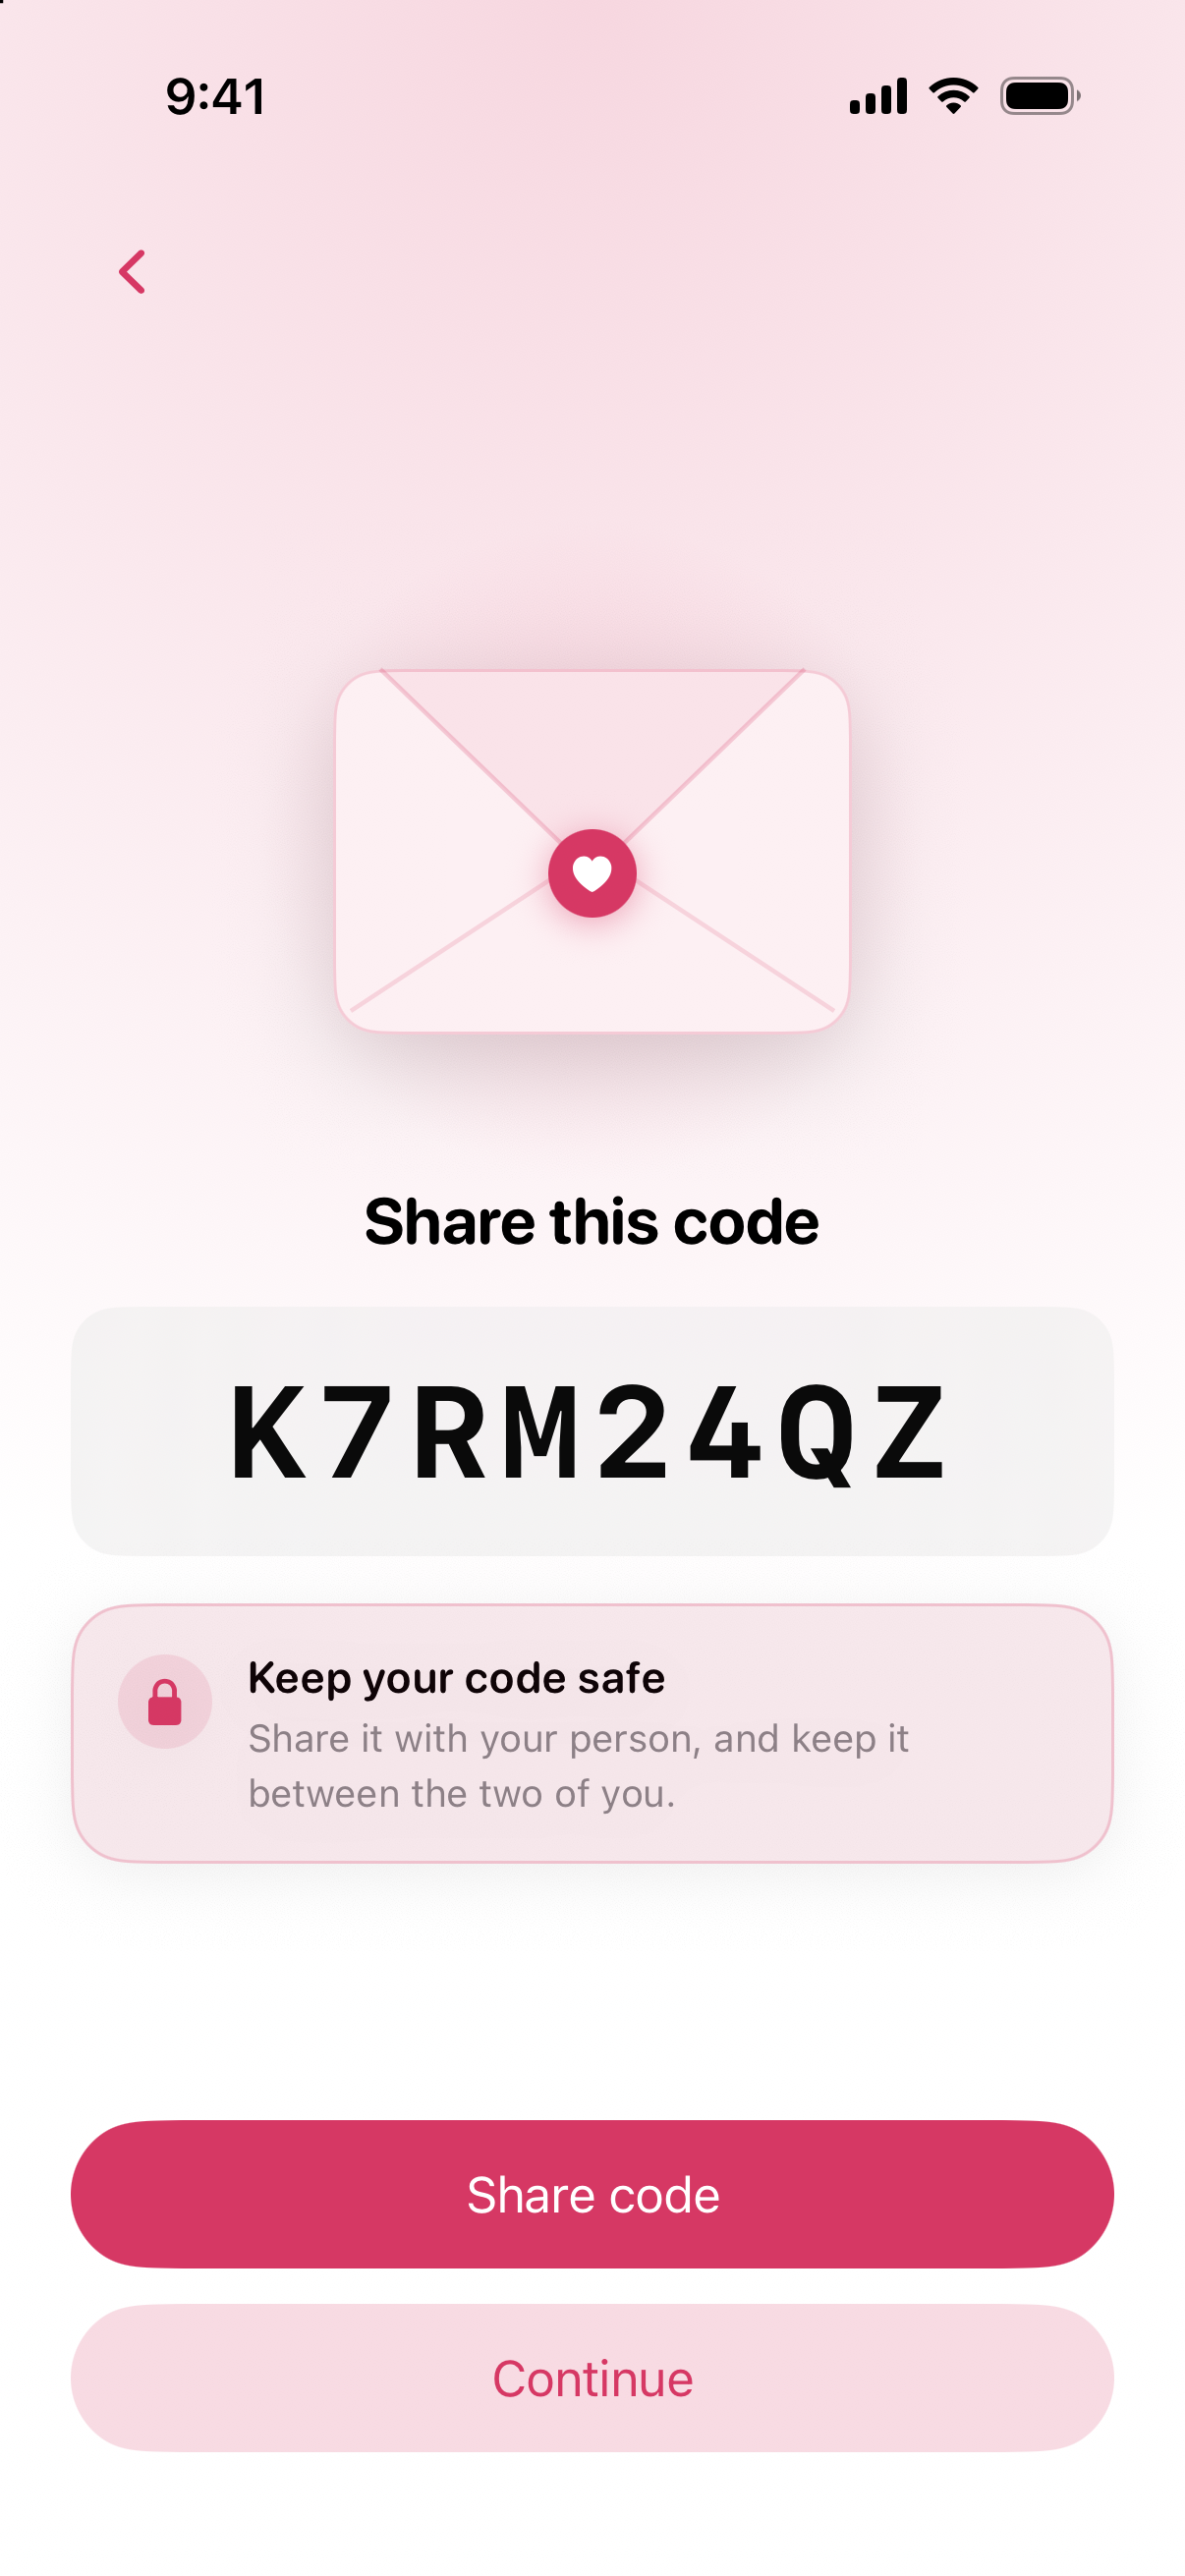 9:41
Share this code
K7RM24QZ
Keep your code safe
Share it with your person, and keep it
between the two of you.
Share code
Continue